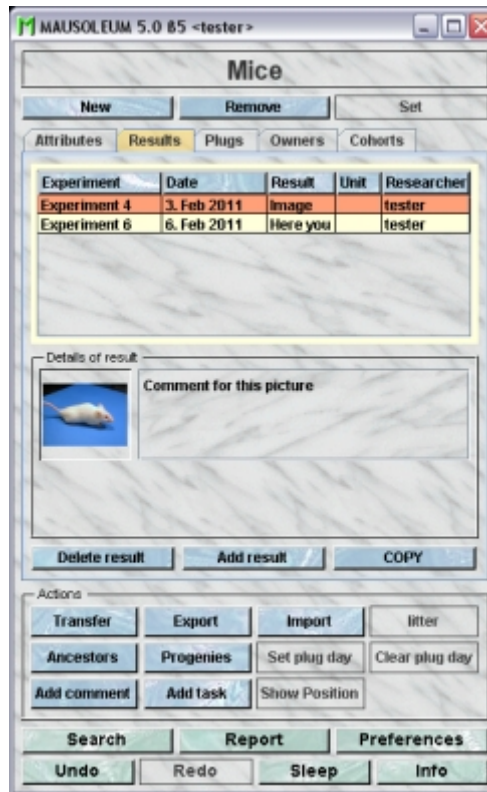 MAUSOLEUM 5.0 ß5 <tester>
Mice
New Remove Set
Attributes Results Plugs Owners Cohorts
Experiment Date Result Unit Researcher
Experiment 4 3. Feb 2011 Image tester
Experiment 6 6. Feb 2011 Here you tester
Details of result
Comment for this picture
Delete result Add result COPY
Actions
Transfer Export Import litter
Ancestors Progenies Set plug day Clear plug day
Add comment Add task Show Position
Search Report Preferences
Undo Redo Sleep Info